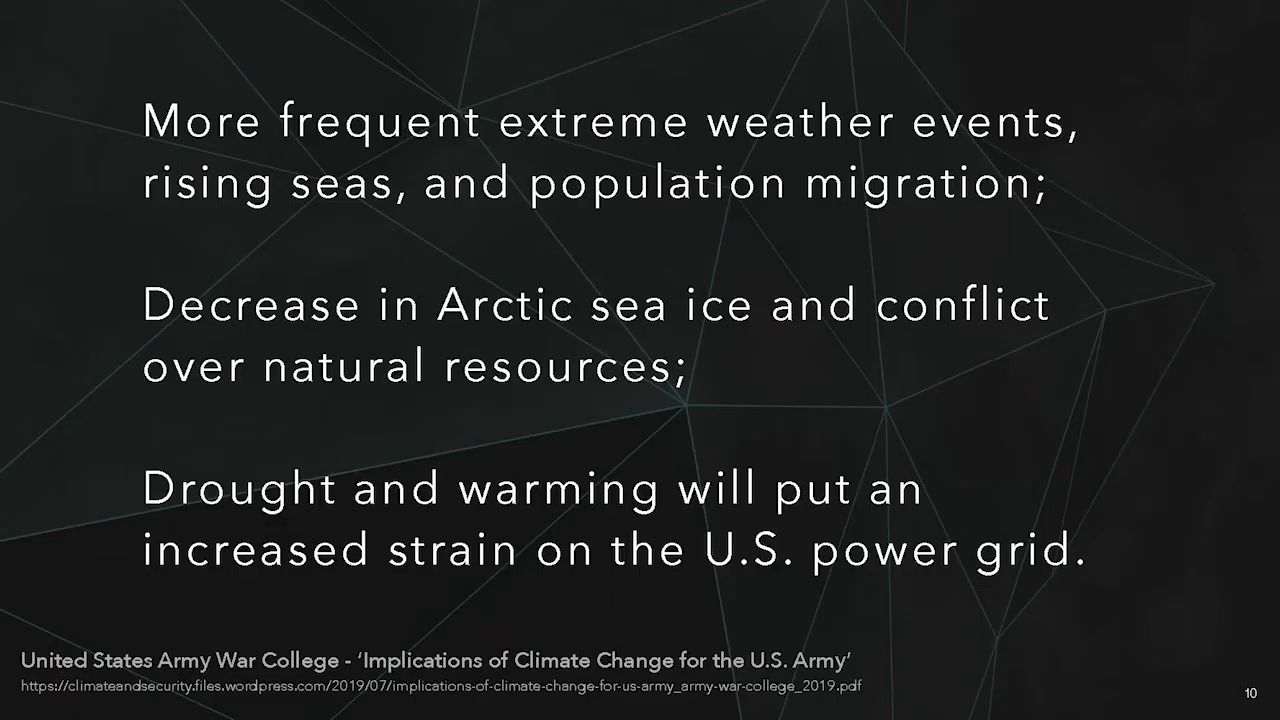 More frequent extreme weather events,
rising seas, and population migration;
Decrease in Arctic sea ice and conflict
over natural resources;
Drought and warming will put an
increased strain on the U.S. power grid.
United States Army War College - ‘Implications of Climate Change for the U.S. Army’
https://climateandsecurity.files.wordpress.com/2019/07/implications-of-climate-change-for-us-army_army-war-college_2019.pdf
10